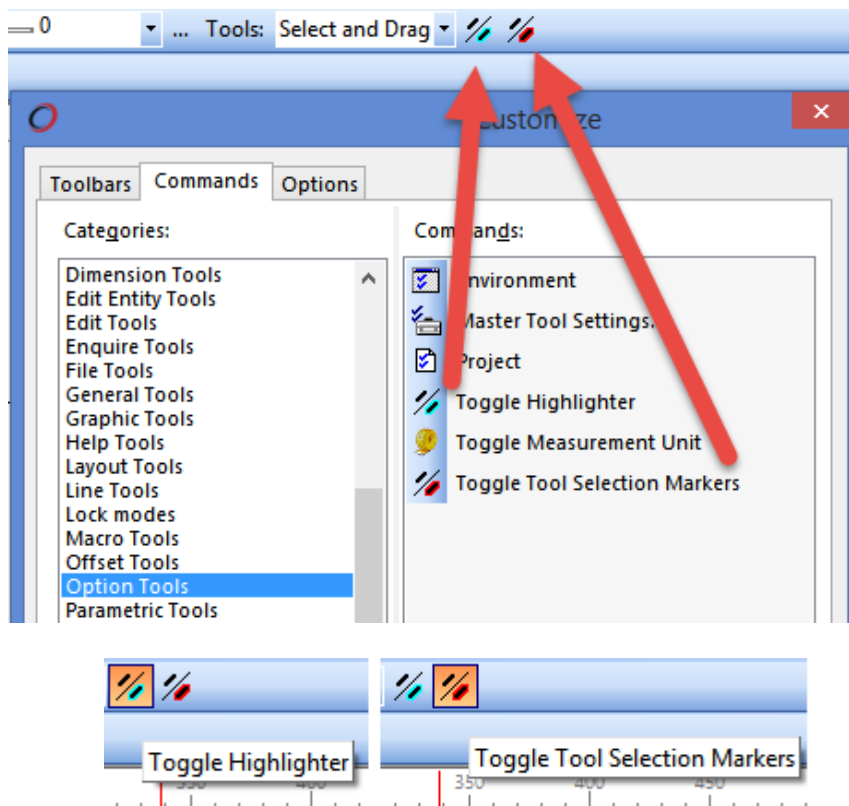 0 ... Tools: Select and Drag
Customize
Toolbars Commands Options
Categories:
Commands:
Dimension Tools
Edit Entity Tools
Edit Tools
Enquire Tools
File Tools
General Tools
Graphic Tools
Help Tools
Layout Tools
Line Tools
Lock modes
Macro Tools
Offset Tools
Option Tools
Parametric Tools
Environment
Master Tool Settings.
Project
Toggle Highlighter
Toggle Measurement Unit
Toggle Tool Selection Markers
Toggle Highlighter
Toggle Tool Selection Markers
350 400
350 400 450